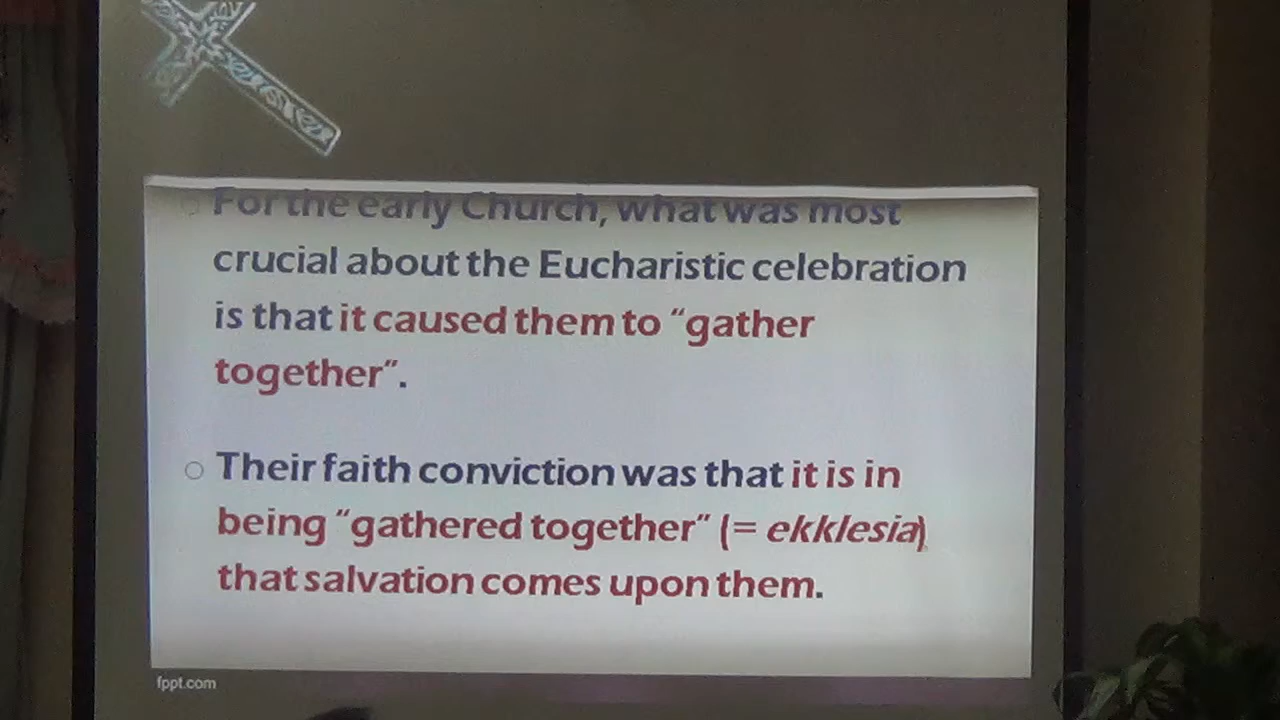 For the early Church, what was most
crucial about the Eucharistic celebration
is that it caused them to “gather
together”.
Their faith conviction was that it is in
being “gathered together” (= ekklesia)
that salvation comes upon them.
fppt.com